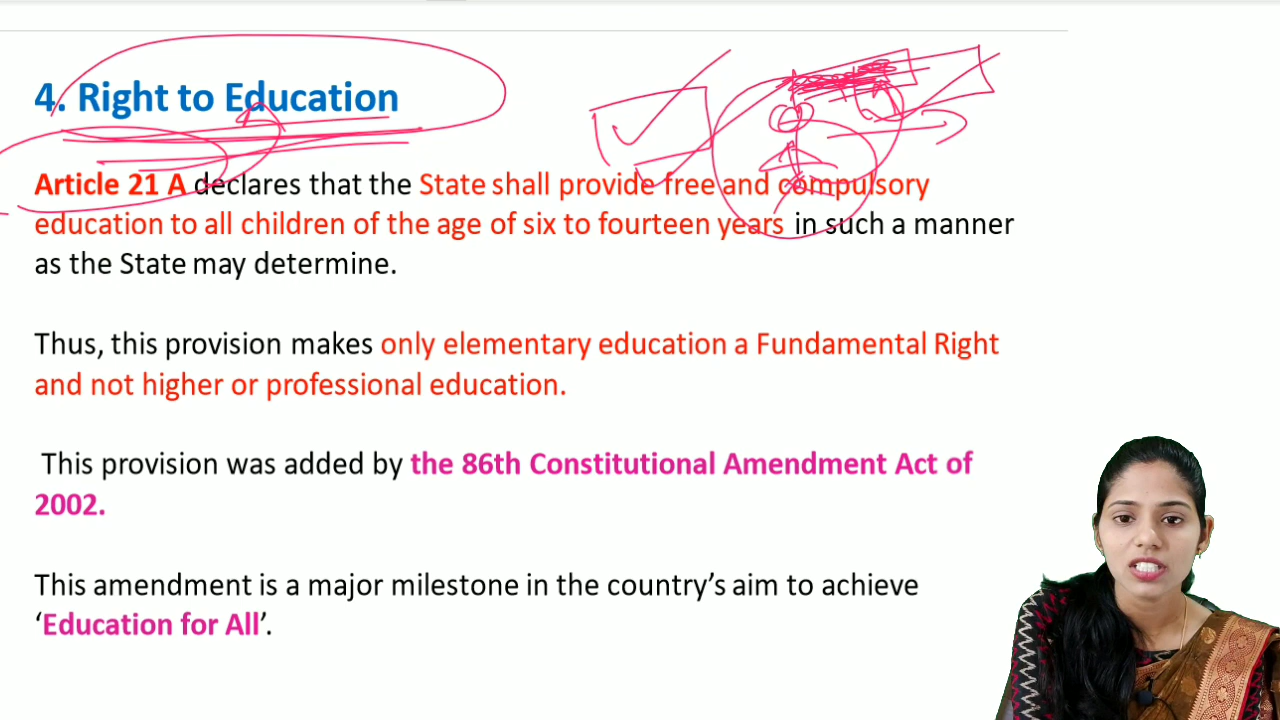 4. Right to Education
Article 21 A declares that the State shall provide free and compulsory
education to all children of the age of six to fourteen years in such a manner
as the State may determine.
Thus, this provision makes only elementary education a Fundamental Right
and not higher or professional education.
This provision was added by the 86th Constitutional Amendment Act of
2002.
This amendment is a major milestone in the country’s aim to achieve
‘Education for All’.